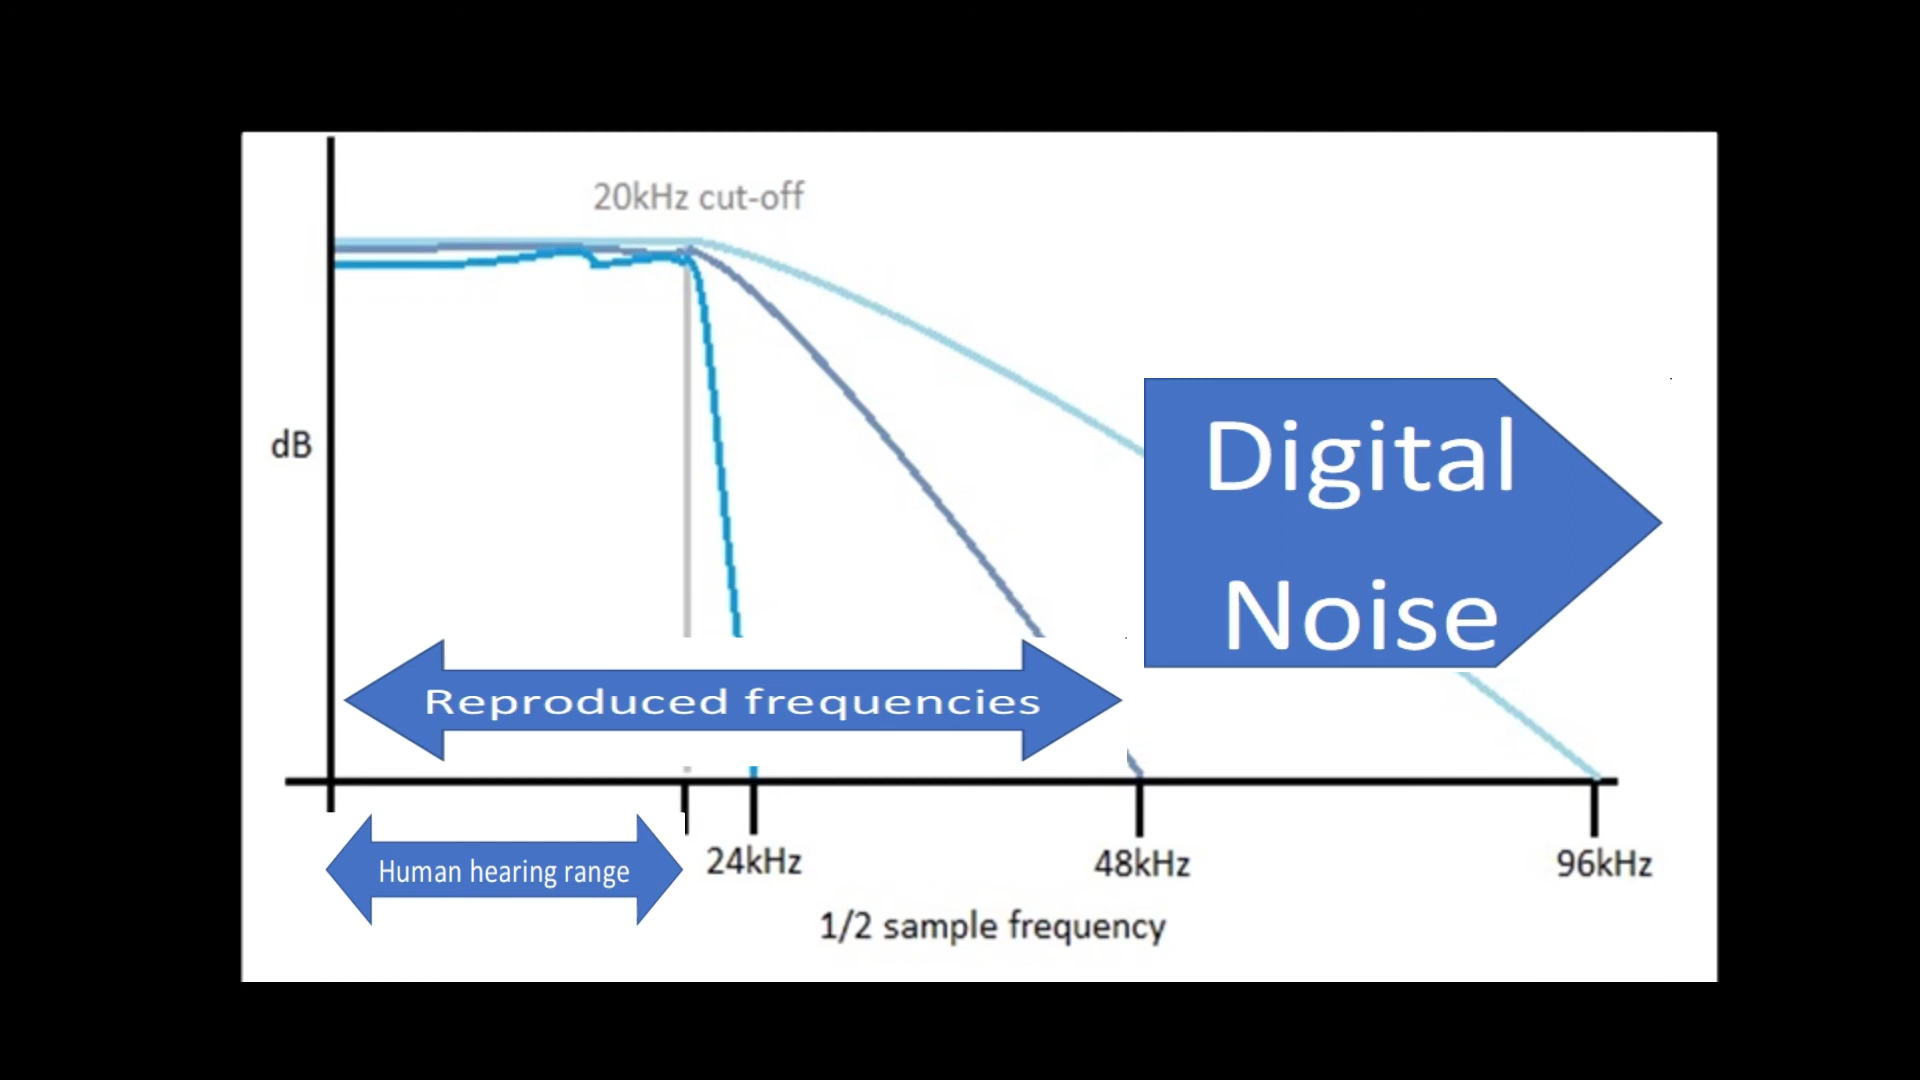 20kHz cut-off
dB
Digital
Noise
Reproduced frequencies
Human hearing range
24kHz
48kHz
96kHz
1/2 sample frequency